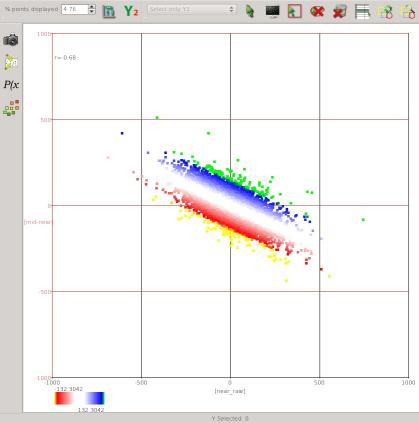 % points displayed 4.76
Y2
Select only Y1
P(x
1000
r=-0.68
500
0
[mid-near]
-500
-1000
-1000 -500 0 500 1000
[near_raw]
-132.3042
132.3042
Y Selected: 0